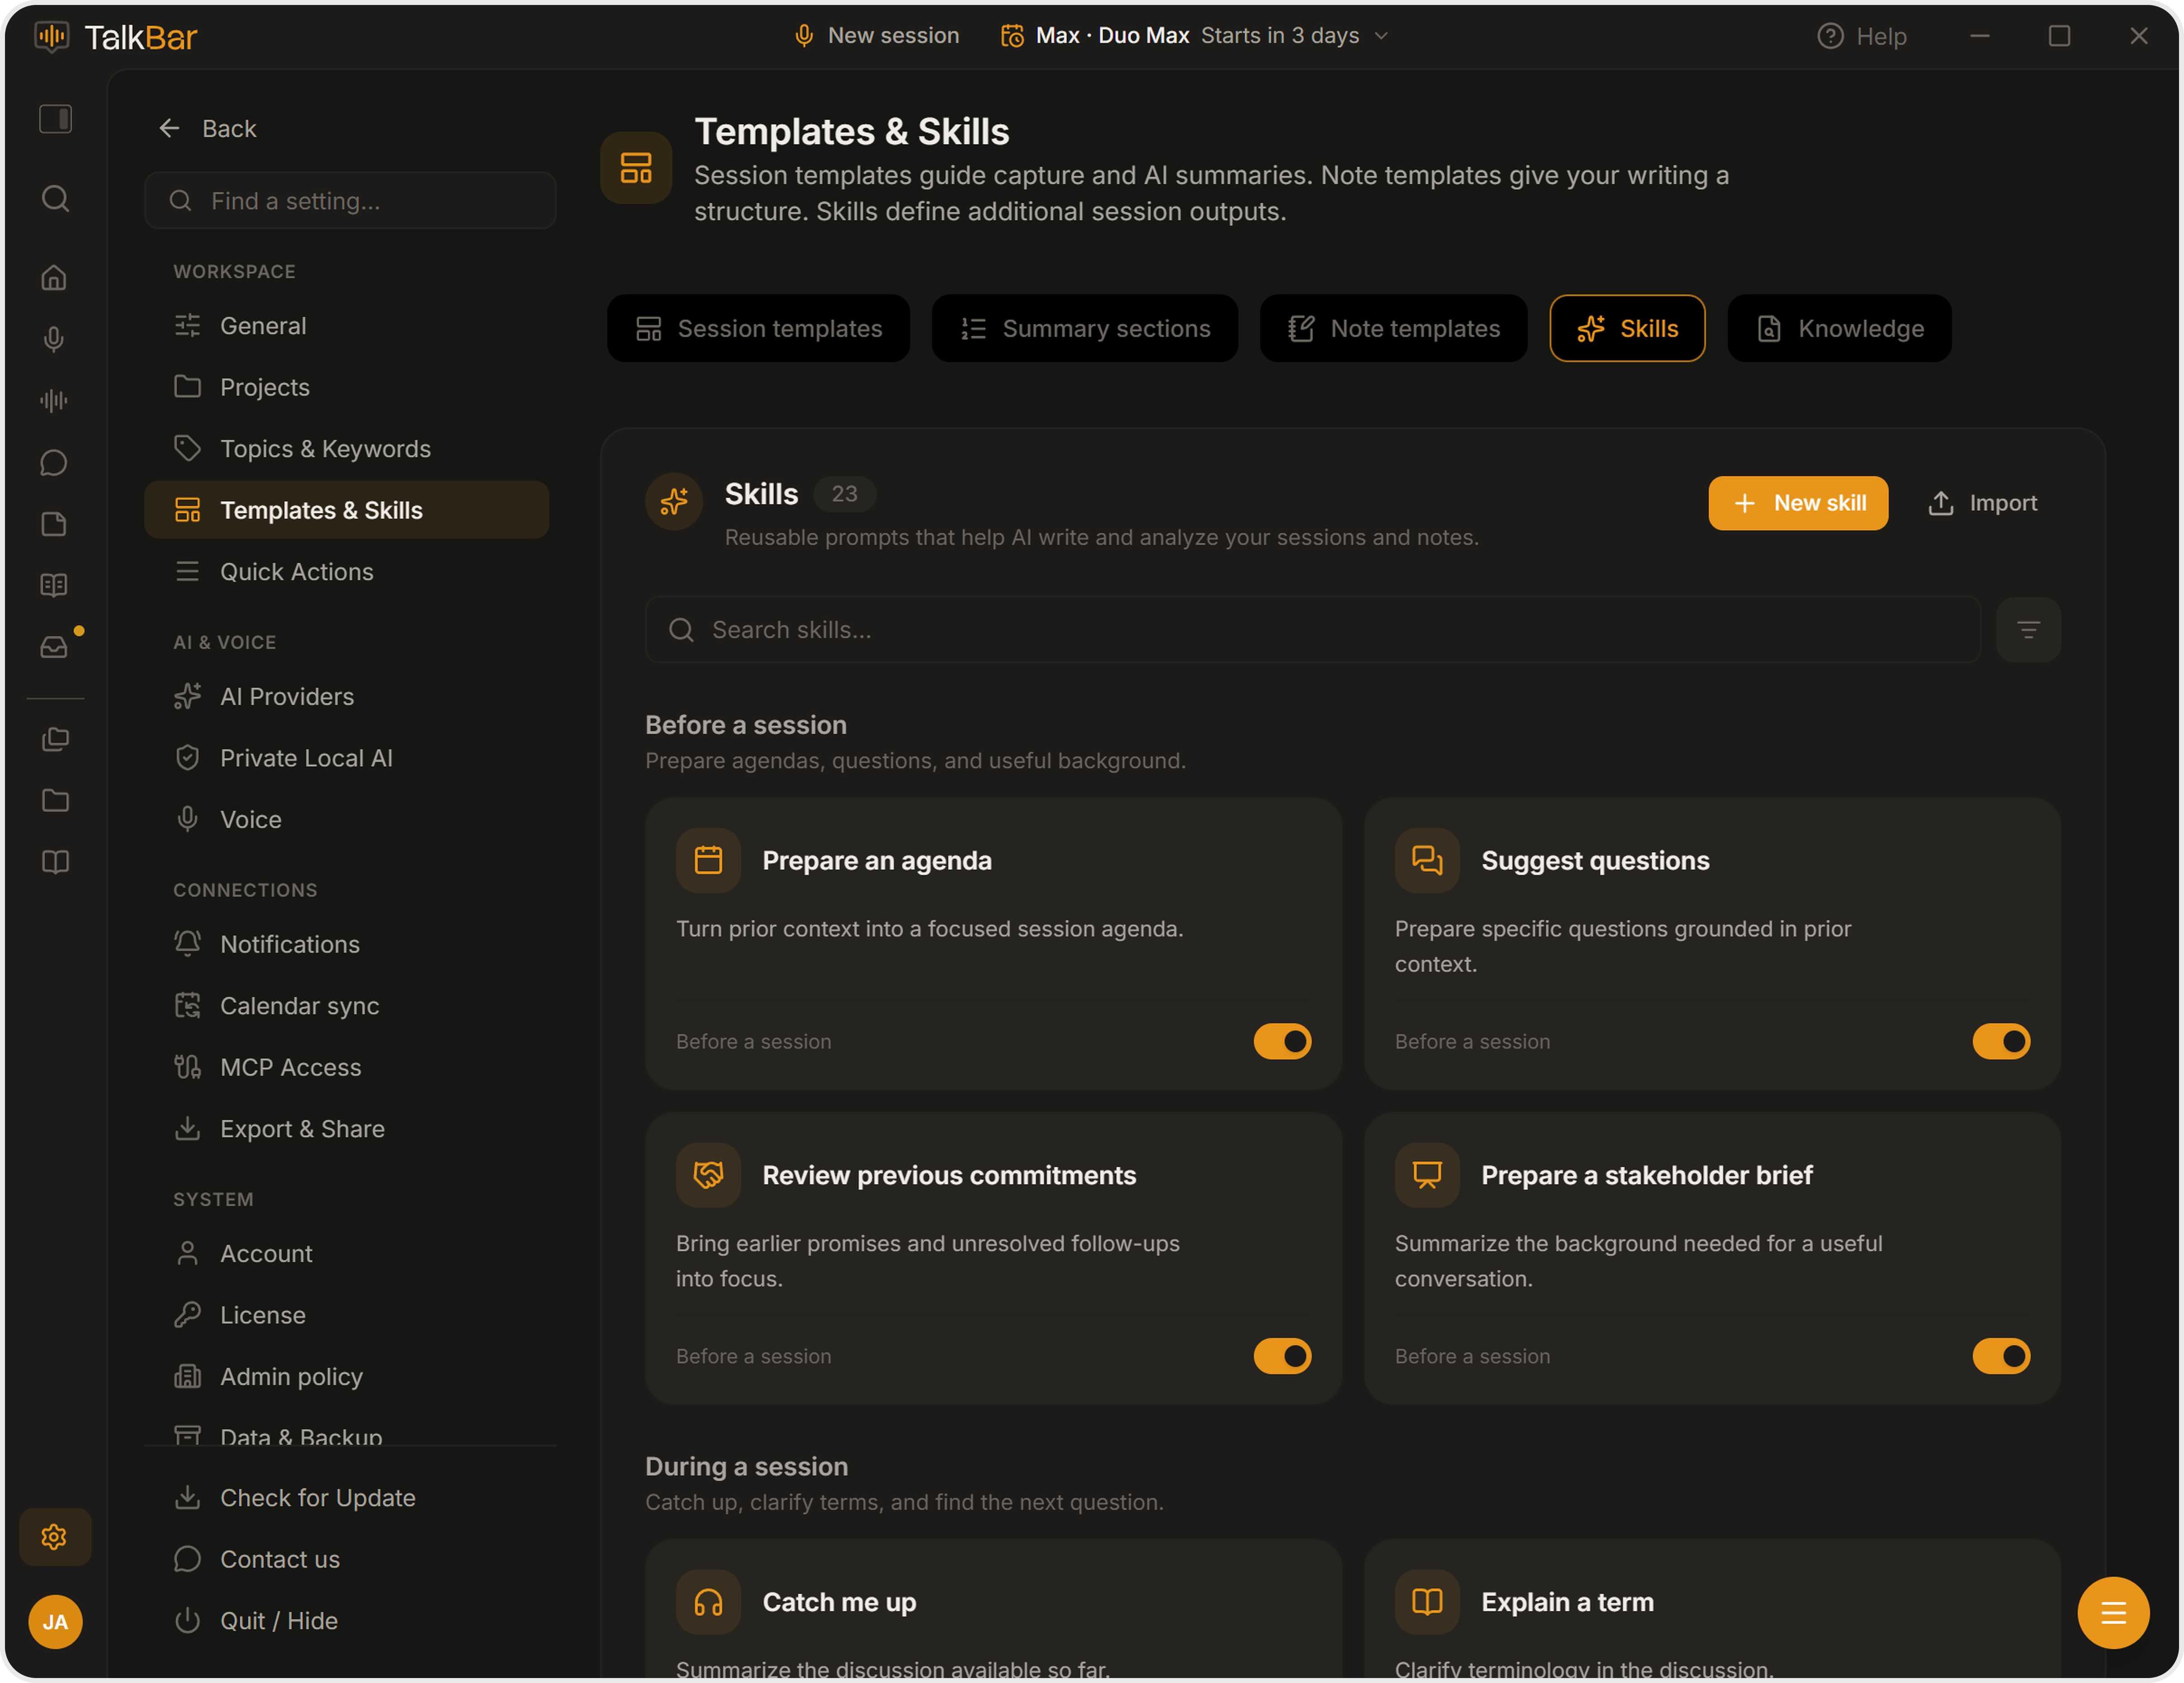 TalkBar
New session
Max · Duo Max Starts in 3 days
Help
Back
Find a setting...
WORKSPACE
General
Projects
Topics & Keywords
Templates & Skills
Quick Actions
AI & VOICE
AI Providers
Private Local AI
Voice
CONNECTIONS
Notifications
Calendar sync
MCP Access
Export & Share
SYSTEM
Account
License
Admin policy
Data & Backup
Check for Update
Contact us
Quit / Hide
JA
Templates & Skills
Session templates guide capture and AI summaries. Note templates give your writing a
structure. Skills define additional session outputs.
Session templates
Summary sections
Note templates
Skills
Knowledge
Skills 23
Reusable prompts that help AI write and analyze your sessions and notes.
New skill
Import
Search skills...
Before a session
Prepare agendas, questions, and useful background.
Prepare an agenda
Turn prior context into a focused session agenda.
Before a session
Suggest questions
Prepare specific questions grounded in prior
context.
Before a session
Review previous commitments
Bring earlier promises and unresolved follow-ups
into focus.
Before a session
Prepare a stakeholder brief
Summarize the background needed for a useful
conversation.
Before a session
During a session
Catch up, clarify terms, and find the next question.
Catch me up
Summarize the discussion available so far.
Explain a term
Clarify terminology in the discussion.